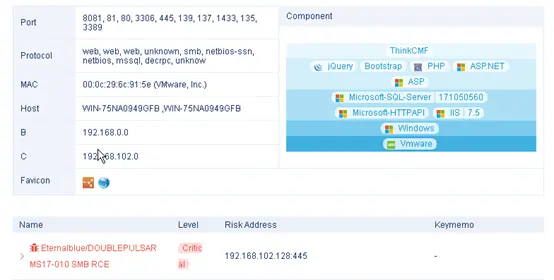 Port
8081, 81, 80, 3306, 445, 139, 137, 1433, 135,
3389
Protocol
web, web, web, unknown, smb, netbios-ssn,
netbios, mssql, decrpc, unknow
MAC
00:0c:29:6c:91:5e (VMware, Inc.)
Host
WIN-75NA0949GFB ,WIN-75NA0949GFB
B
192.168.0.0
C
192.168.102.0
Favicon
Component
ThinkCMF
jQuery Bootstrap PHP ASP.NET
ASP
Microsoft-SQL-Server 171050560
Microsoft-HTTPAPI IIS 7.5
Windows
Vmware
Name Level Risk Address Keymemo
Eternalblue/DOUBLEPULSAR Critic
MS17-010 SMB RCE al
192.168.102.128:445 -